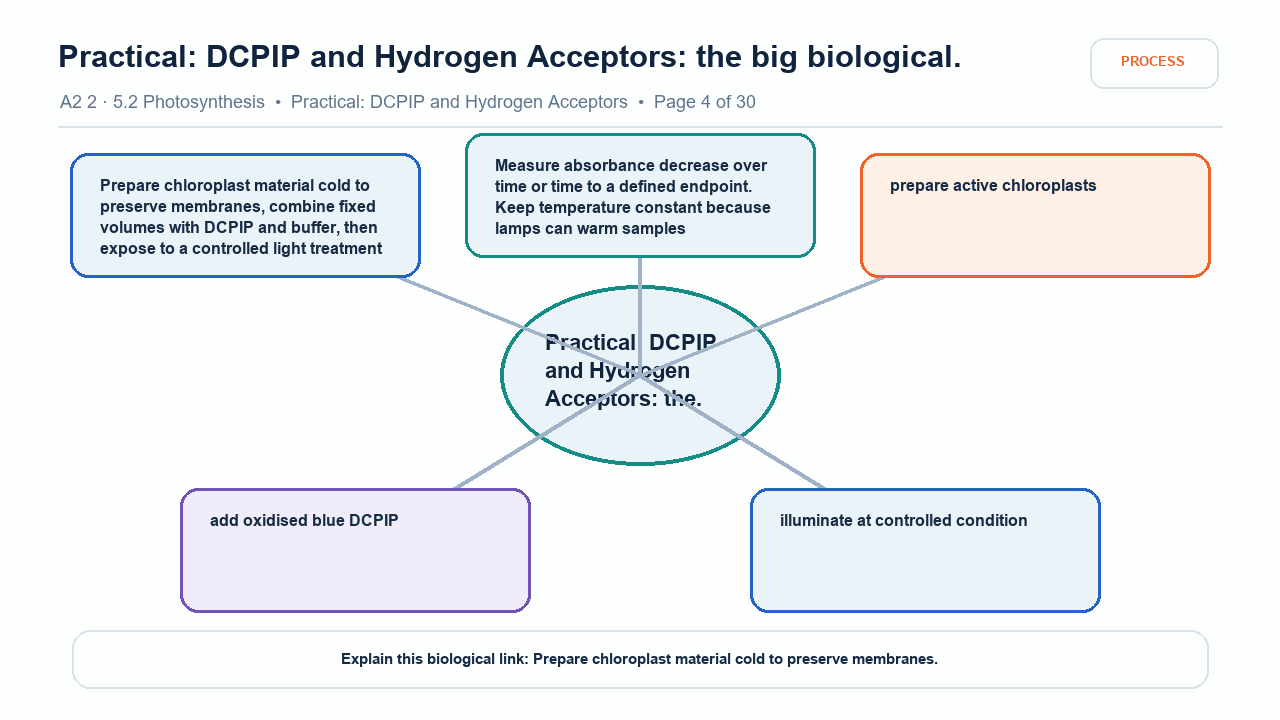 Practical: DCPIP and Hydrogen Acceptors: the big biological.
PROCESS
A2 2 · 5.2 Photosynthesis • Practical: DCPIP and Hydrogen Acceptors • Page 4 of 30
Prepare chloroplast material cold to
preserve membranes, combine fixed
volumes with DCPIP and buffer, then
expose to a controlled light treatment
Measure absorbance decrease over
time or time to a defined endpoint.
Keep temperature constant because
lamps can warm samples
prepare active chloroplasts
Practical: DCPIP
and Hydrogen
Acceptors: the.
add oxidised blue DCPIP
illuminate at controlled condition
Explain this biological link: Prepare chloroplast material cold to preserve membranes.